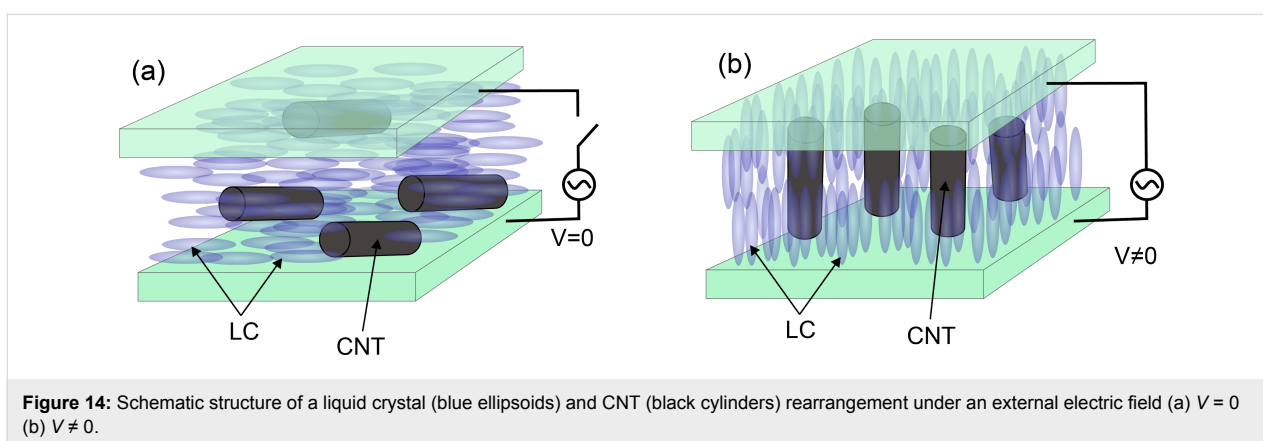 (a)
V=0
LC
CNT
(b)
V≠0
LC
CNT
Figure 14: Schematic structure of a liquid crystal (blue ellipsoids) and CNT (black cylinders) rearrangement under an external electric field (a) V = 0
(b) V ≠ 0.